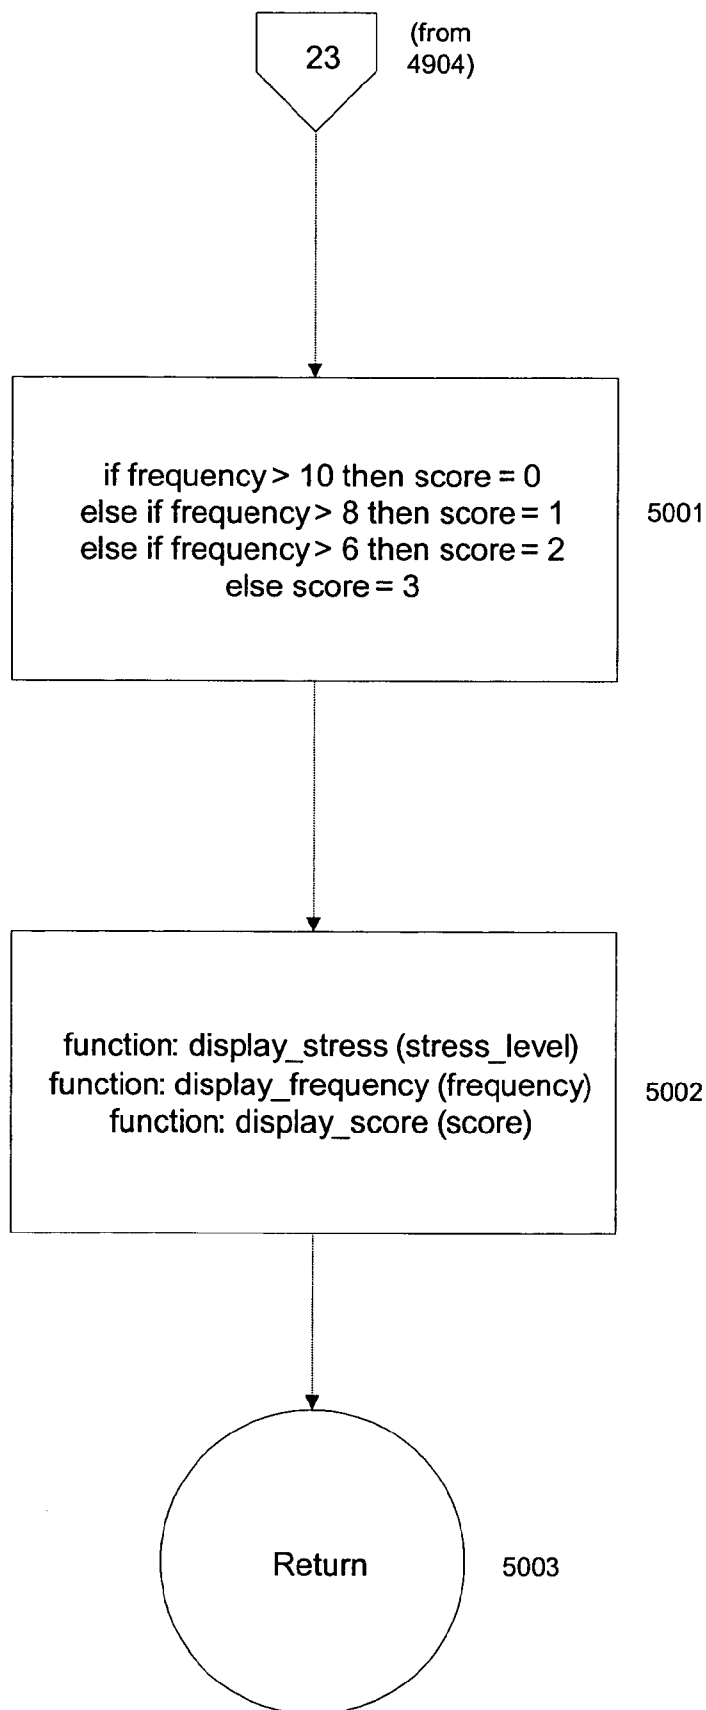 23
(from
4904)
if frequency > 10 then score = 0
else if frequency > 8 then score = 1
else if frequency > 6 then score = 2
else score = 3
5001
function: display_stress (stress_level)
function: display_frequency (frequency)
function: display_score (score)
5002
Return
5003